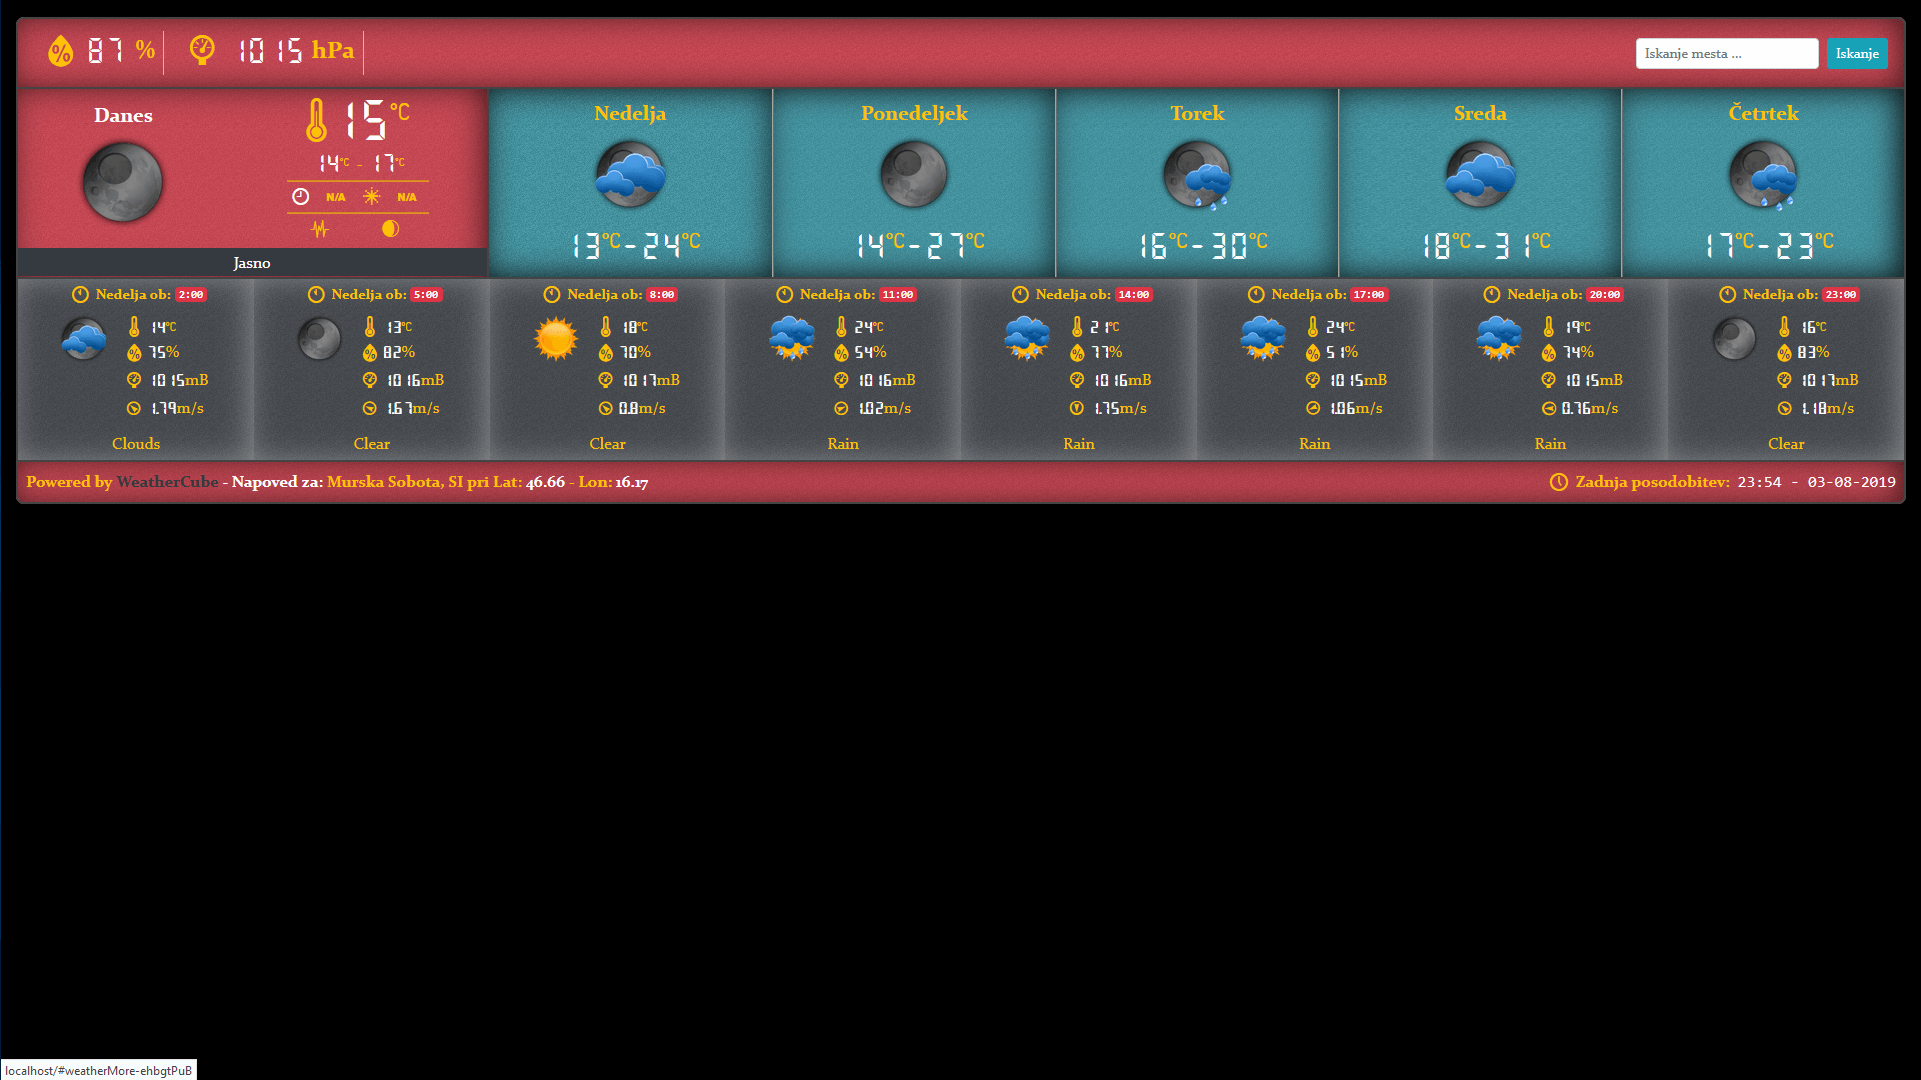 87 % 1015 hPa Iskanje mesta ... Iskanje
Danes 15 °C
14°C - 17°C
N/A N/A
Jasno
Nedelja
13°C-24°C
Ponedeljek
14°C-27°C
Torek
16°C-30°C
Sreda
18°C-31°C
Četrtek
17°C-23°C
Nedelja ob: 2:00
14°C
75%
1015mB
1.79m/s
Clouds
Nedelja ob: 5:00
13°C
82%
1016mB
1.67m/s
Clear
Nedelja ob: 8:00
18°C
70%
1017mB
0.8m/s
Clear
Nedelja ob: 11:00
24°C
54%
1016mB
1.02m/s
Rain
Nedelja ob: 14:00
21°C
77%
1016mB
1.75m/s
Rain
Nedelja ob: 17:00
24°C
51%
1015mB
1.06m/s
Rain
Nedelja ob: 20:00
19°C
74%
1015mB
0.76m/s
Rain
Nedelja ob: 23:00
16°C
83%
1017mB
1.18m/s
Clear
Powered by WeatherCube - Napoved za: Murska Sobota, SI pri Lat: 46.66 - Lon: 16.17
Zadnja posodobitev: 23:54 - 03-08-2019
localhost/#weatherMore-ehbgtPuB